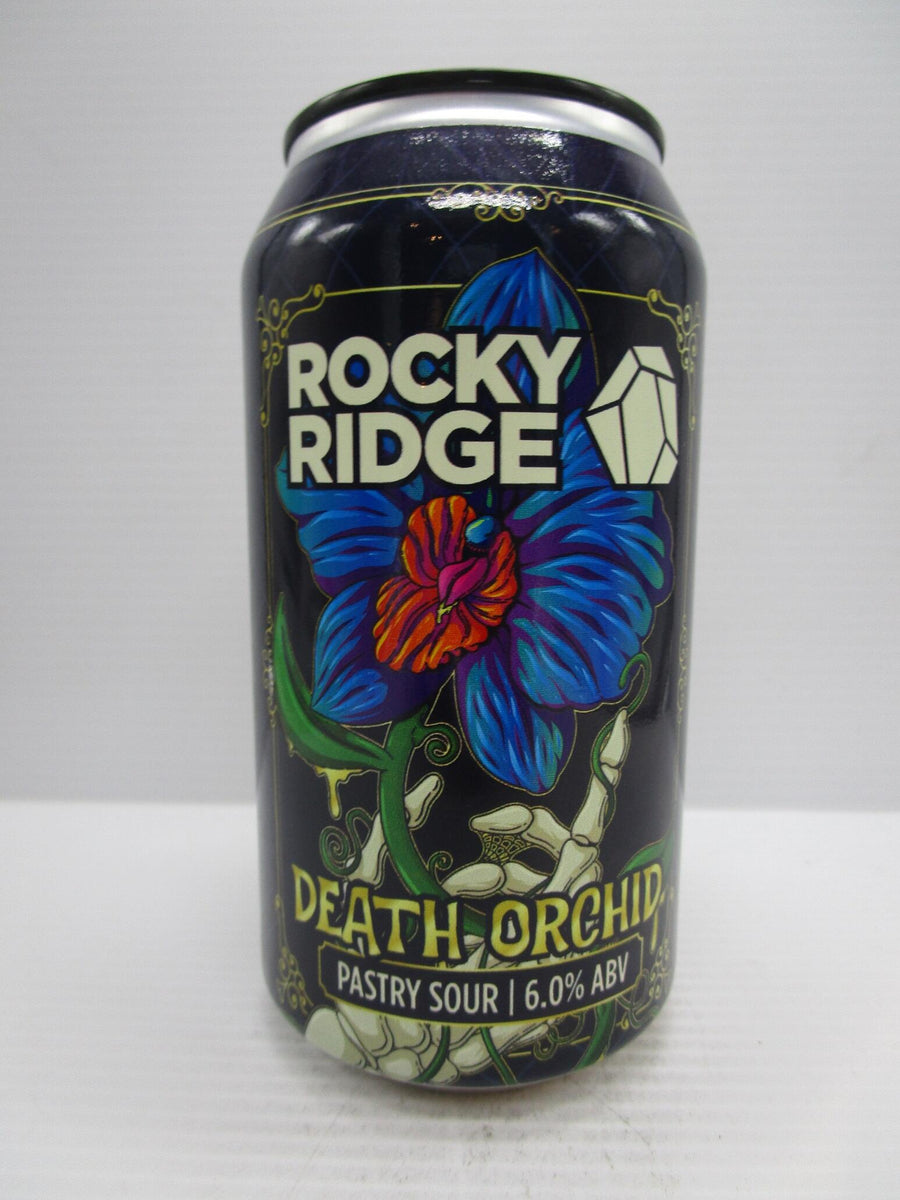 ROCKY
RIDGE
DEATH ORCHID
PASTRY SOUR | 6.0% ABV